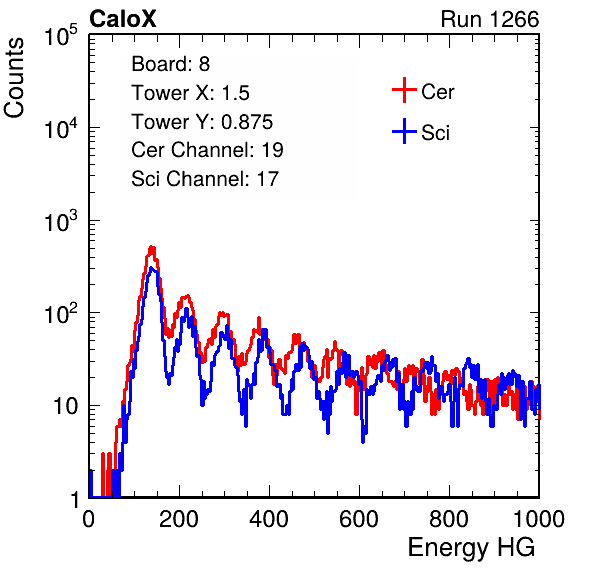 CaloX Run 1266
Counts
10^5
10^4
10^3
10^2
10
1
Board: 8
Tower X: 1.5
Tower Y: 0.875
Cer Channel: 19
Sci Channel: 17
Cer
Sci
0 200 400 600 800 1000
Energy HG